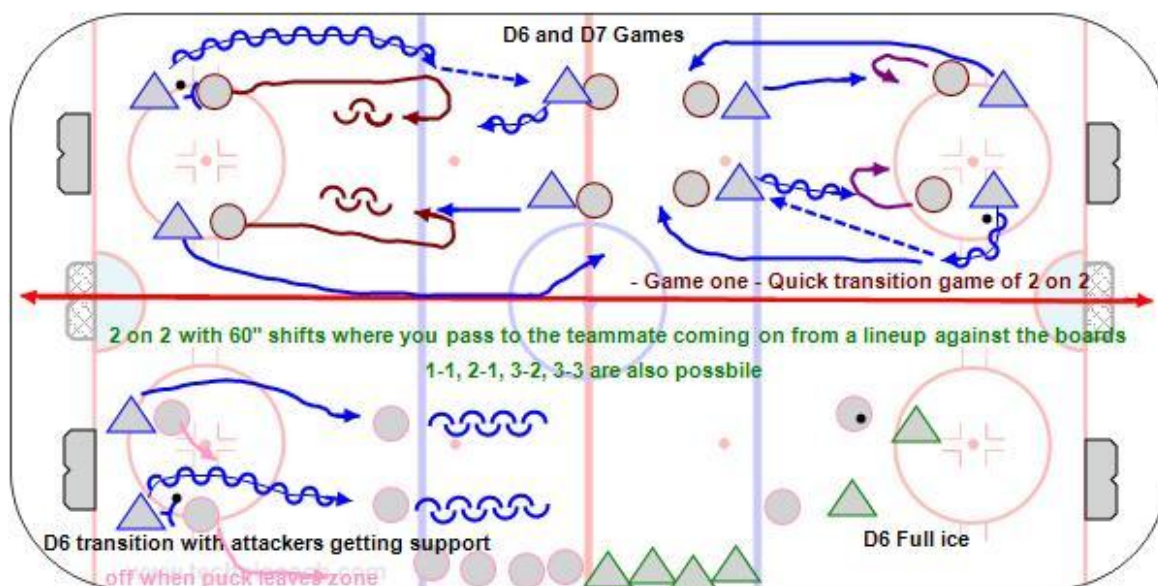 D6 and D7 Games
- Game one - Quick transition game of 2 on 2
2 on 2 with 60" shifts where you pass to the teammate coming on from a lineup against the boards
1-1, 2-1, 3-2, 3-3 are also possbile
D6 transition with attackers getting support
D6 Full ice
off when puck leaves zone